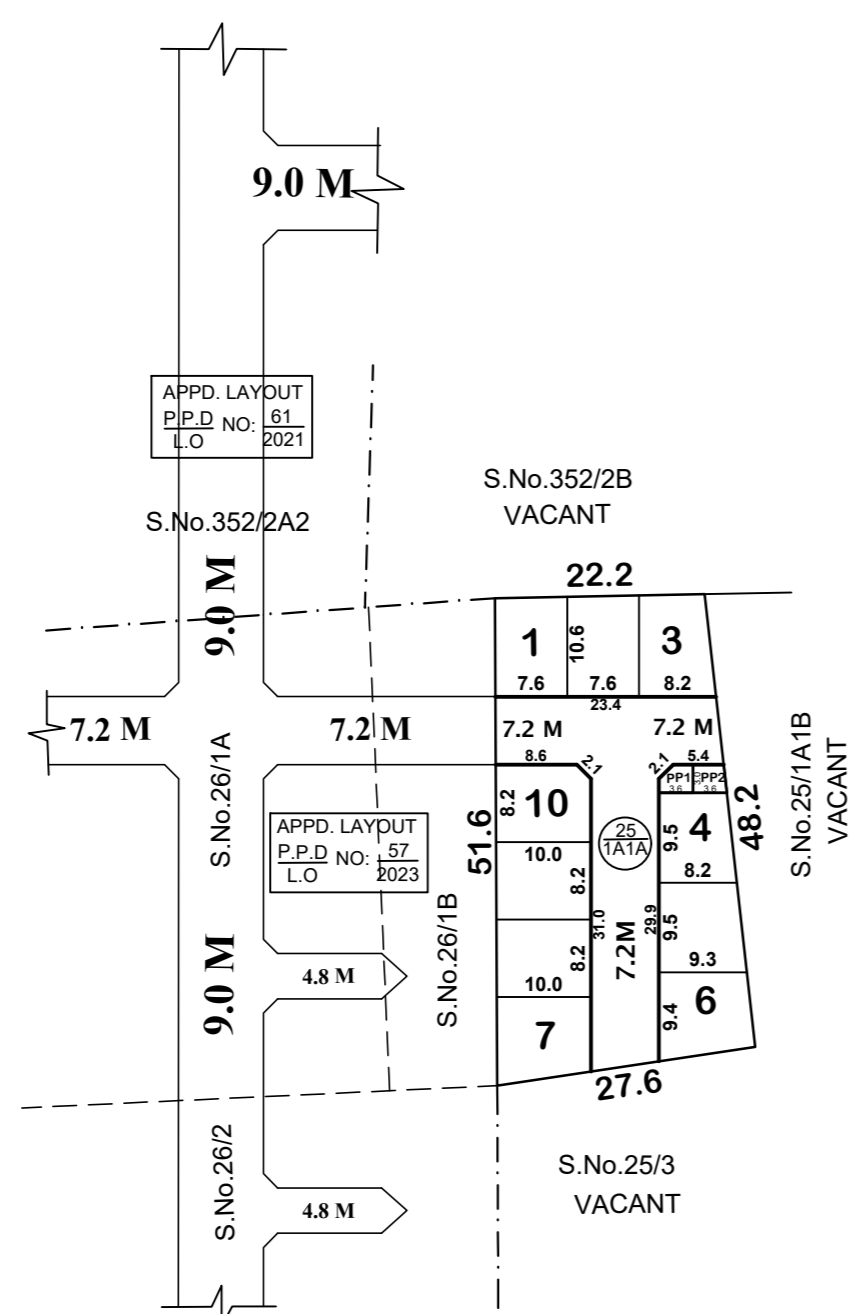 9.0 M
APPD. LAYOUT
P.P.D NO: 61
L.O 2021
S.No.352/2B
VACANT
S.No.352/2A2
9.0 M
22.2
1
10.6
3
7.6
7.6
8.2
23.4
7.2 M
7.2 M
7.2 M
7.2 M
8.6
2.1
2.1
5.4
PP1
3.0
PP2
3.6
3.6
S.No.26/1A
S.No.25/1A1B
VACANT
APPD. LAYOUT
P.P.D NO: 57
L.O 2023
51.6
8.2
10
25
1A1A
9.5
4
48.2
10.0
8.2
8.2
S.No.26/1B
31.0
7.2M
29.9
9.5
9.3
9.0 M
4.8 M
8.2
10.0
7
9.4
6
27.6
S.No.26/2
4.8 M
S.No.25/3
VACANT